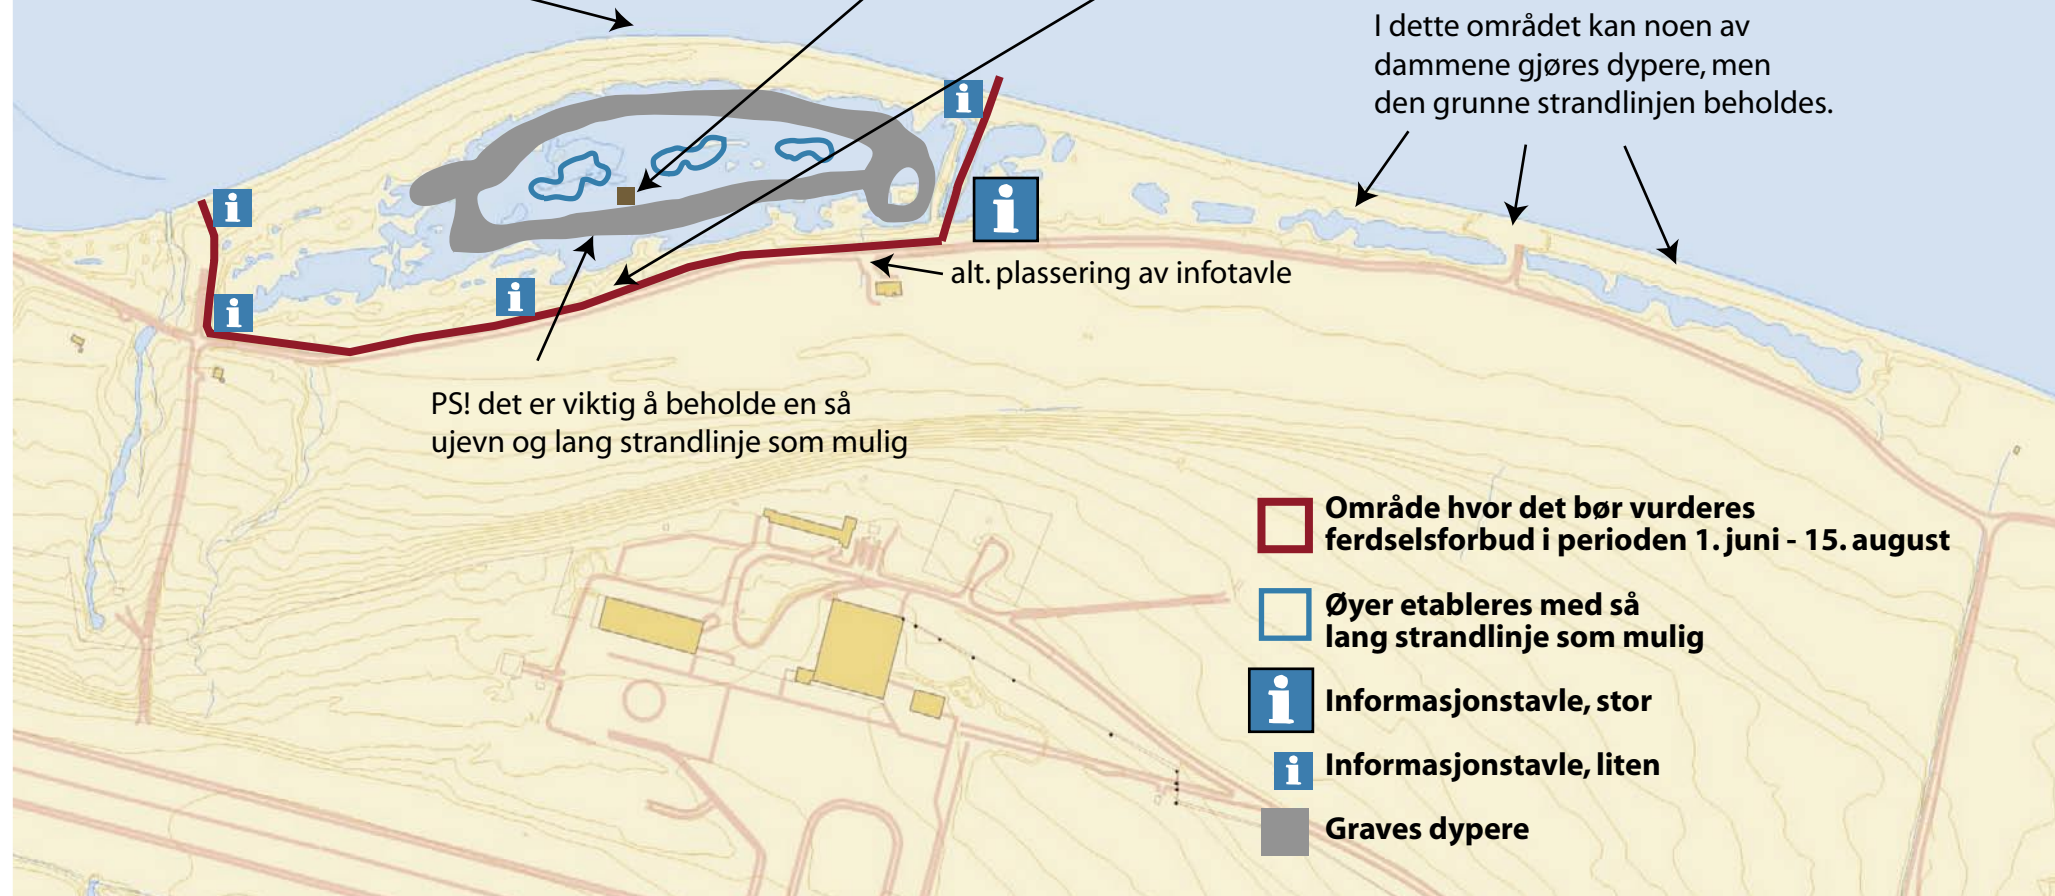 I dette området kan noen av
dammene gjøres dypere, men
den grunne strandlinjen beholdes.
alt. plassering av infotavle
PS! det er viktig å beholde en så
ujevn og lang strandlinje som mulig
Område hvor det bør vurderes
ferdselsforbud i perioden 1. juni - 15. august
Øyer etableres med så
lang strandlinje som mulig
Informasjonstavle, stor
Informasjonstavle, liten
Graves dypere